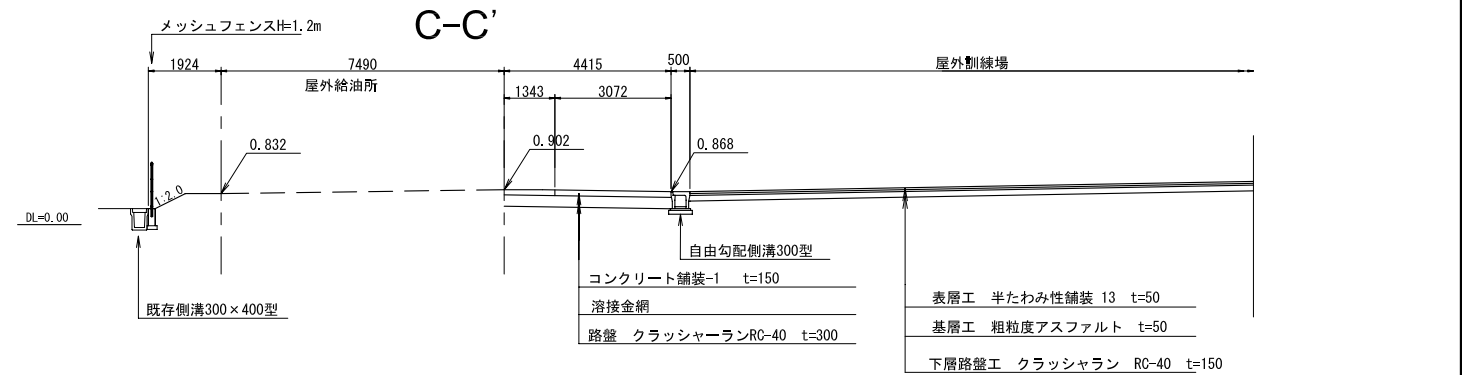 C-C’
メッシュフェンスH=1.2m
1924
7490
4415
500
屋外訓練場
屋外給油所
1343
3072
0.832
0.902
0.868
1:2.0
DL=0.00
自由勾配側溝300型
コンクリート舗装-1 t=150
溶接金網
路盤 クラッシャーランRC-40 t=300
既存側溝300×400型
表層工 半たわみ性舗装 13 t=50
基層工 粗粒度アスファルト t=50
下層路盤工 クラッシャラン RC-40 t=150